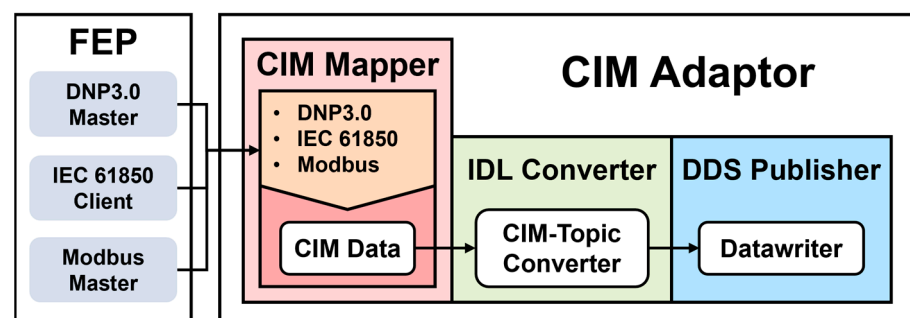 FEP
DNP3.0
Master
IEC 61850
Client
Modbus
Master
CIM Adaptor
CIM Mapper
• DNP3.0
• IEC 61850
• Modbus
CIM Data
IDL Converter
CIM-Topic
Converter
DDS Publisher
Datawriter